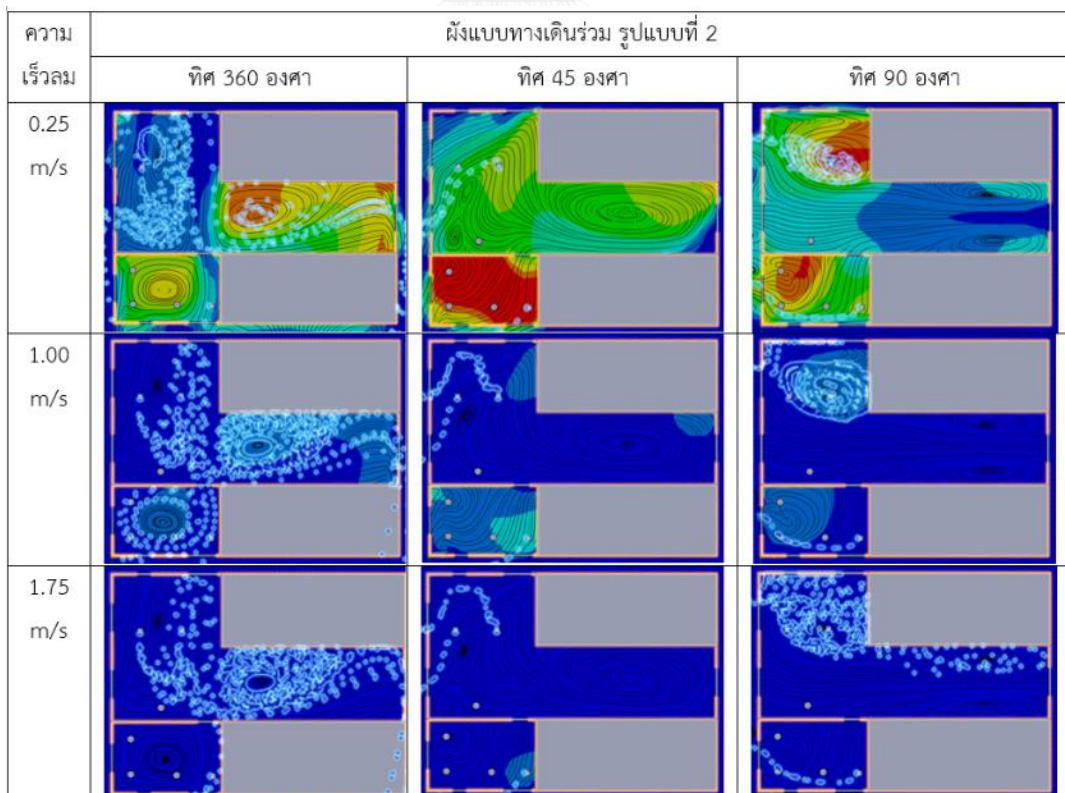 ความ
เร็วลม
ผังแบบทางเดินร่วม รูปแบบที่ 2
ทิศ 360 องศา
ทิศ 45 องศา
ทิศ 90 องศา
0.25
m/s
1.00
m/s
1.75
m/s